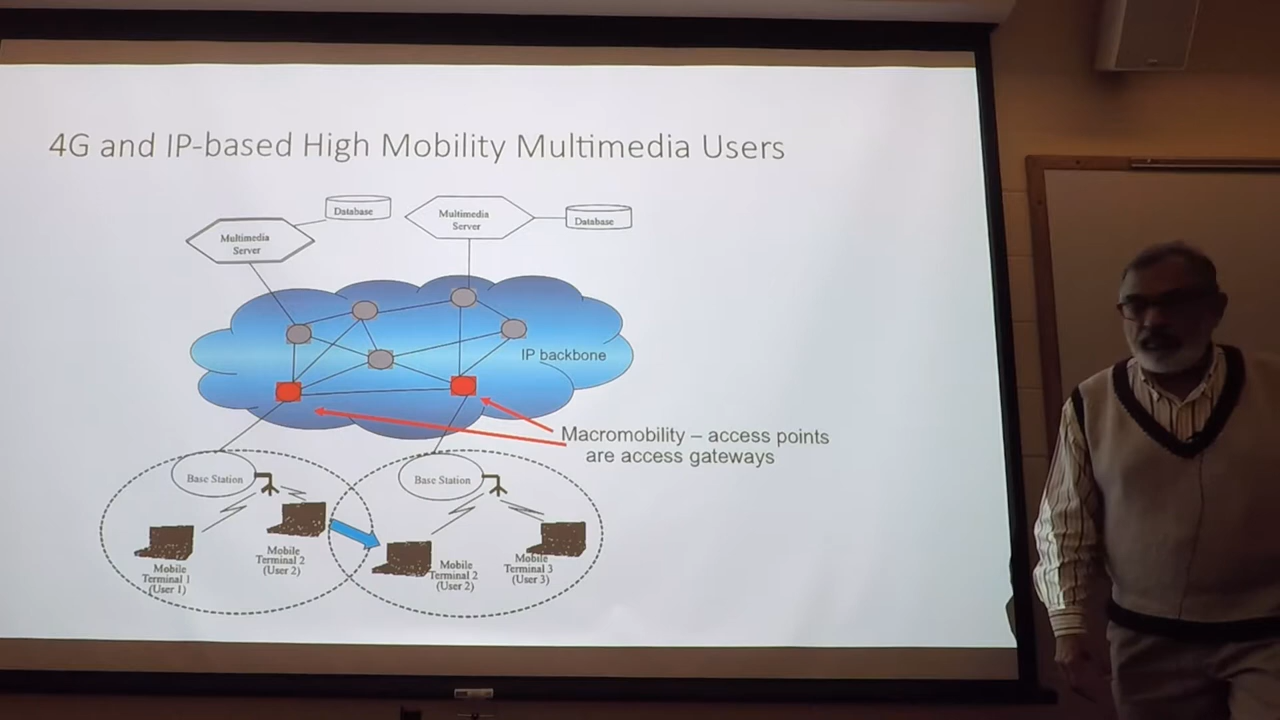 4G and IP-based High Mobility Multimedia Users
Database
Multimedia
Server
Database
Multimedia
Server
IP backbone
Macromobility – access points
are access gateways
Base Station
Base Station
Mobile
Terminal 1
(User 1)
Mobile
Terminal 2
(User 2)
Mobile
Terminal 2
(User 2)
Mobile
Terminal 3
(User 3)